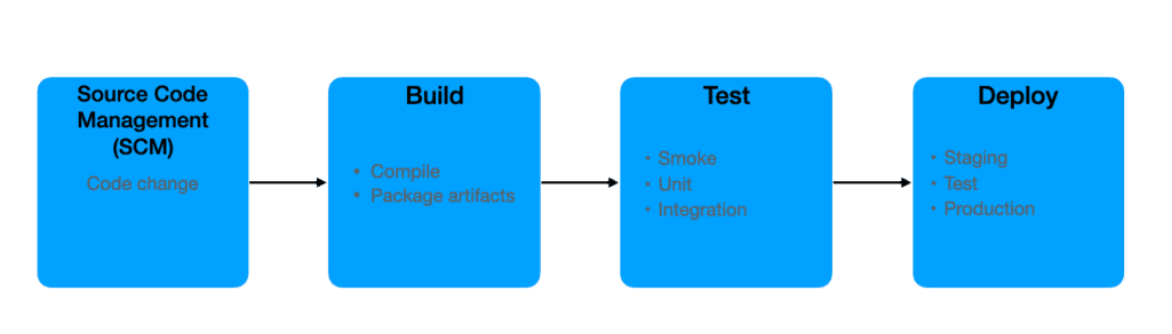 Source Code
Management
(SCM)
Code change
Build
• Compile
• Package artifacts
Test
• Smoke
• Unit
• Integration
Deploy
• Staging
• Test
• Production